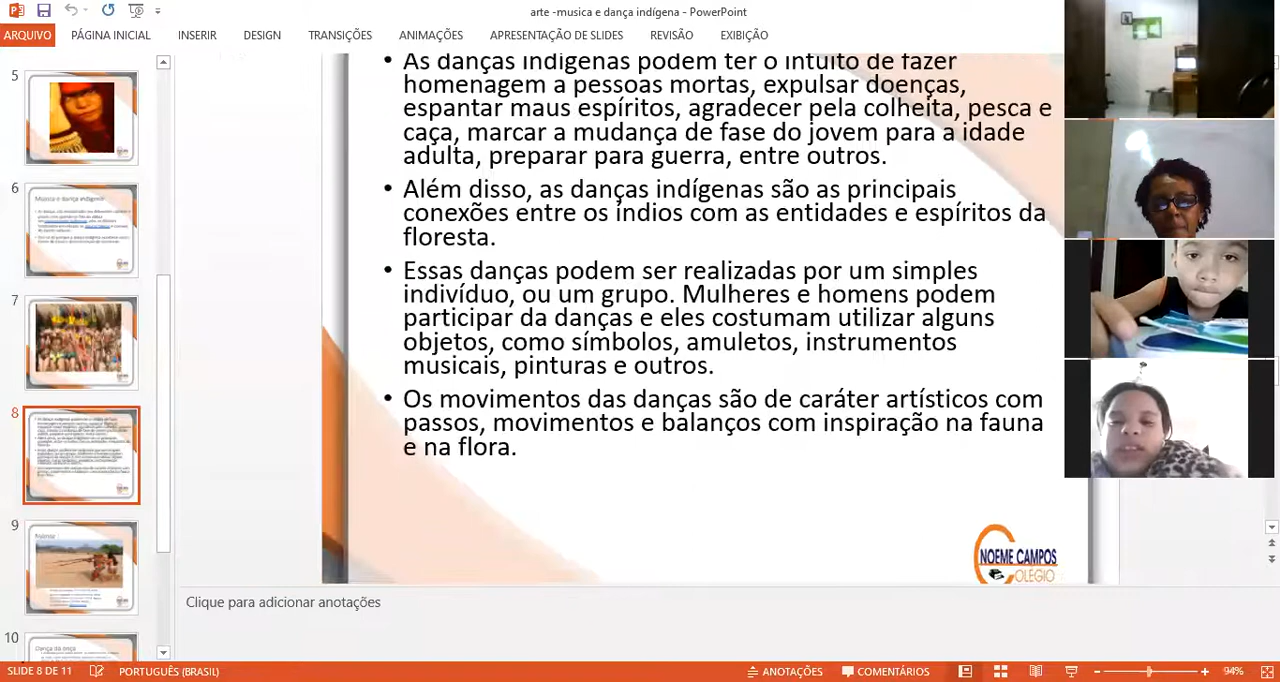 arte -musica e dança indígena - PowerPoint
ARQUIVO PÁGINA INICIAL INSERIR DESIGN TRANSIÇÕES ANIMAÇÕES APRESENTAÇÃO DE SLIDES REVISÃO EXIBIÇÃO
5
6
Música e dança indígena
7
8
9
10
Dança da onça
• As danças indígenas podem ter o intuito de fazer
homenagem a pessoas mortas, expulsar doenças,
espantar maus espíritos, agradecer pela colheita, pesca e
caça, marcar a mudança de fase do jovem para a idade
adulta, preparar para guerra, entre outros.
• Além disso, as danças indígenas são as principais
conexões entre os índios com as entidades e espíritos da
floresta.
• Essas danças podem ser realizadas por um simples
indivíduo, ou um grupo. Mulheres e homens podem
participar da danças e eles costumam utilizar alguns
objetos, como símbolos, amuletos, instrumentos
musicais, pinturas e outros.
• Os movimentos das danças são de caráter artísticos com
passos, movimentos e balanços com inspiração na fauna
e na flora.
NOEME CAMPOS
COLÉGIO
Clique para adicionar anotações
SLIDE 8 DE 11 PORTUGUÊS (BRASIL) ANOTAÇÕES COMENTÁRIOS 94%